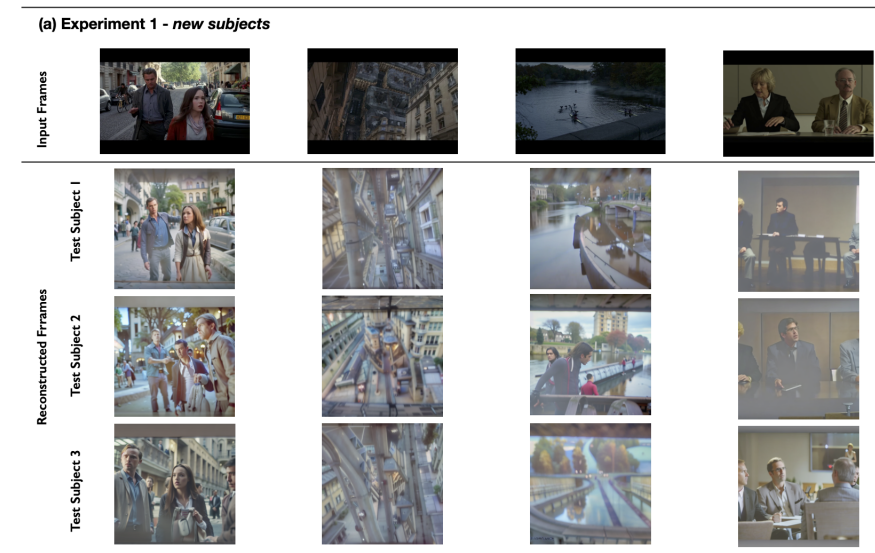 (a) Experiment 1 - new subjects
Input Frames
Reconstructed Frrames
Test Subject 1
Test Subject 2
Test Subject 3